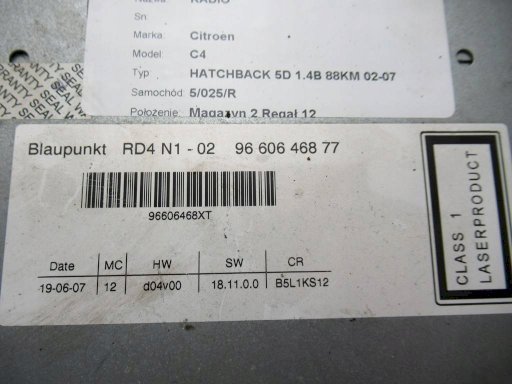 RADIO
Sn
Marka: Citroen
Model: C4
Typ HATCHBACK 5D 1.4B 88KM 02-07
Samochód: 5/025/R
Położenie: Magazyn 2 Regał 12
Blaupunkt RD4 N1 - 02 96 606 468 77
96606468XT
Date MC HW SW CR
19-06-07 12 d04v00 18.11.0.0 B5L1KS12
CLASS 1
LASERPRODUCT